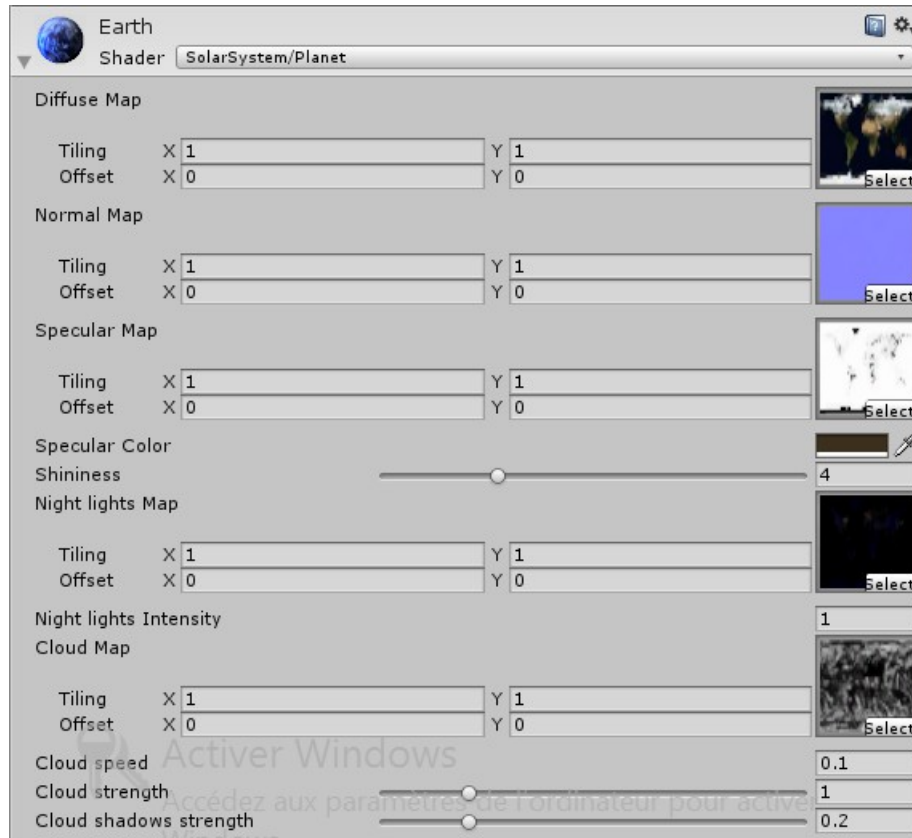 Earth
Shader SolarSystem/Planet
Diffuse Map
Tiling X 1 Y 1
Offset X 0 Y 0
Select
Normal Map
Tiling X 1 Y 1
Offset X 0 Y 0
Select
Specular Map
Tiling X 1 Y 1
Offset X 0 Y 0
Select
Specular Color
Shininess 4
Night lights Map
Tiling X 1 Y 1
Offset X 0 Y 0
Select
Night lights Intensity 1
Cloud Map
Tiling X 1 Y 1
Offset X 0 Y 0
Select
Activer Windows
Cloud speed 0.1
Cloud strength 1
Accédez aux paramètres de l'ordinateur pour activer
Cloud shadows strength 0.2
Windows